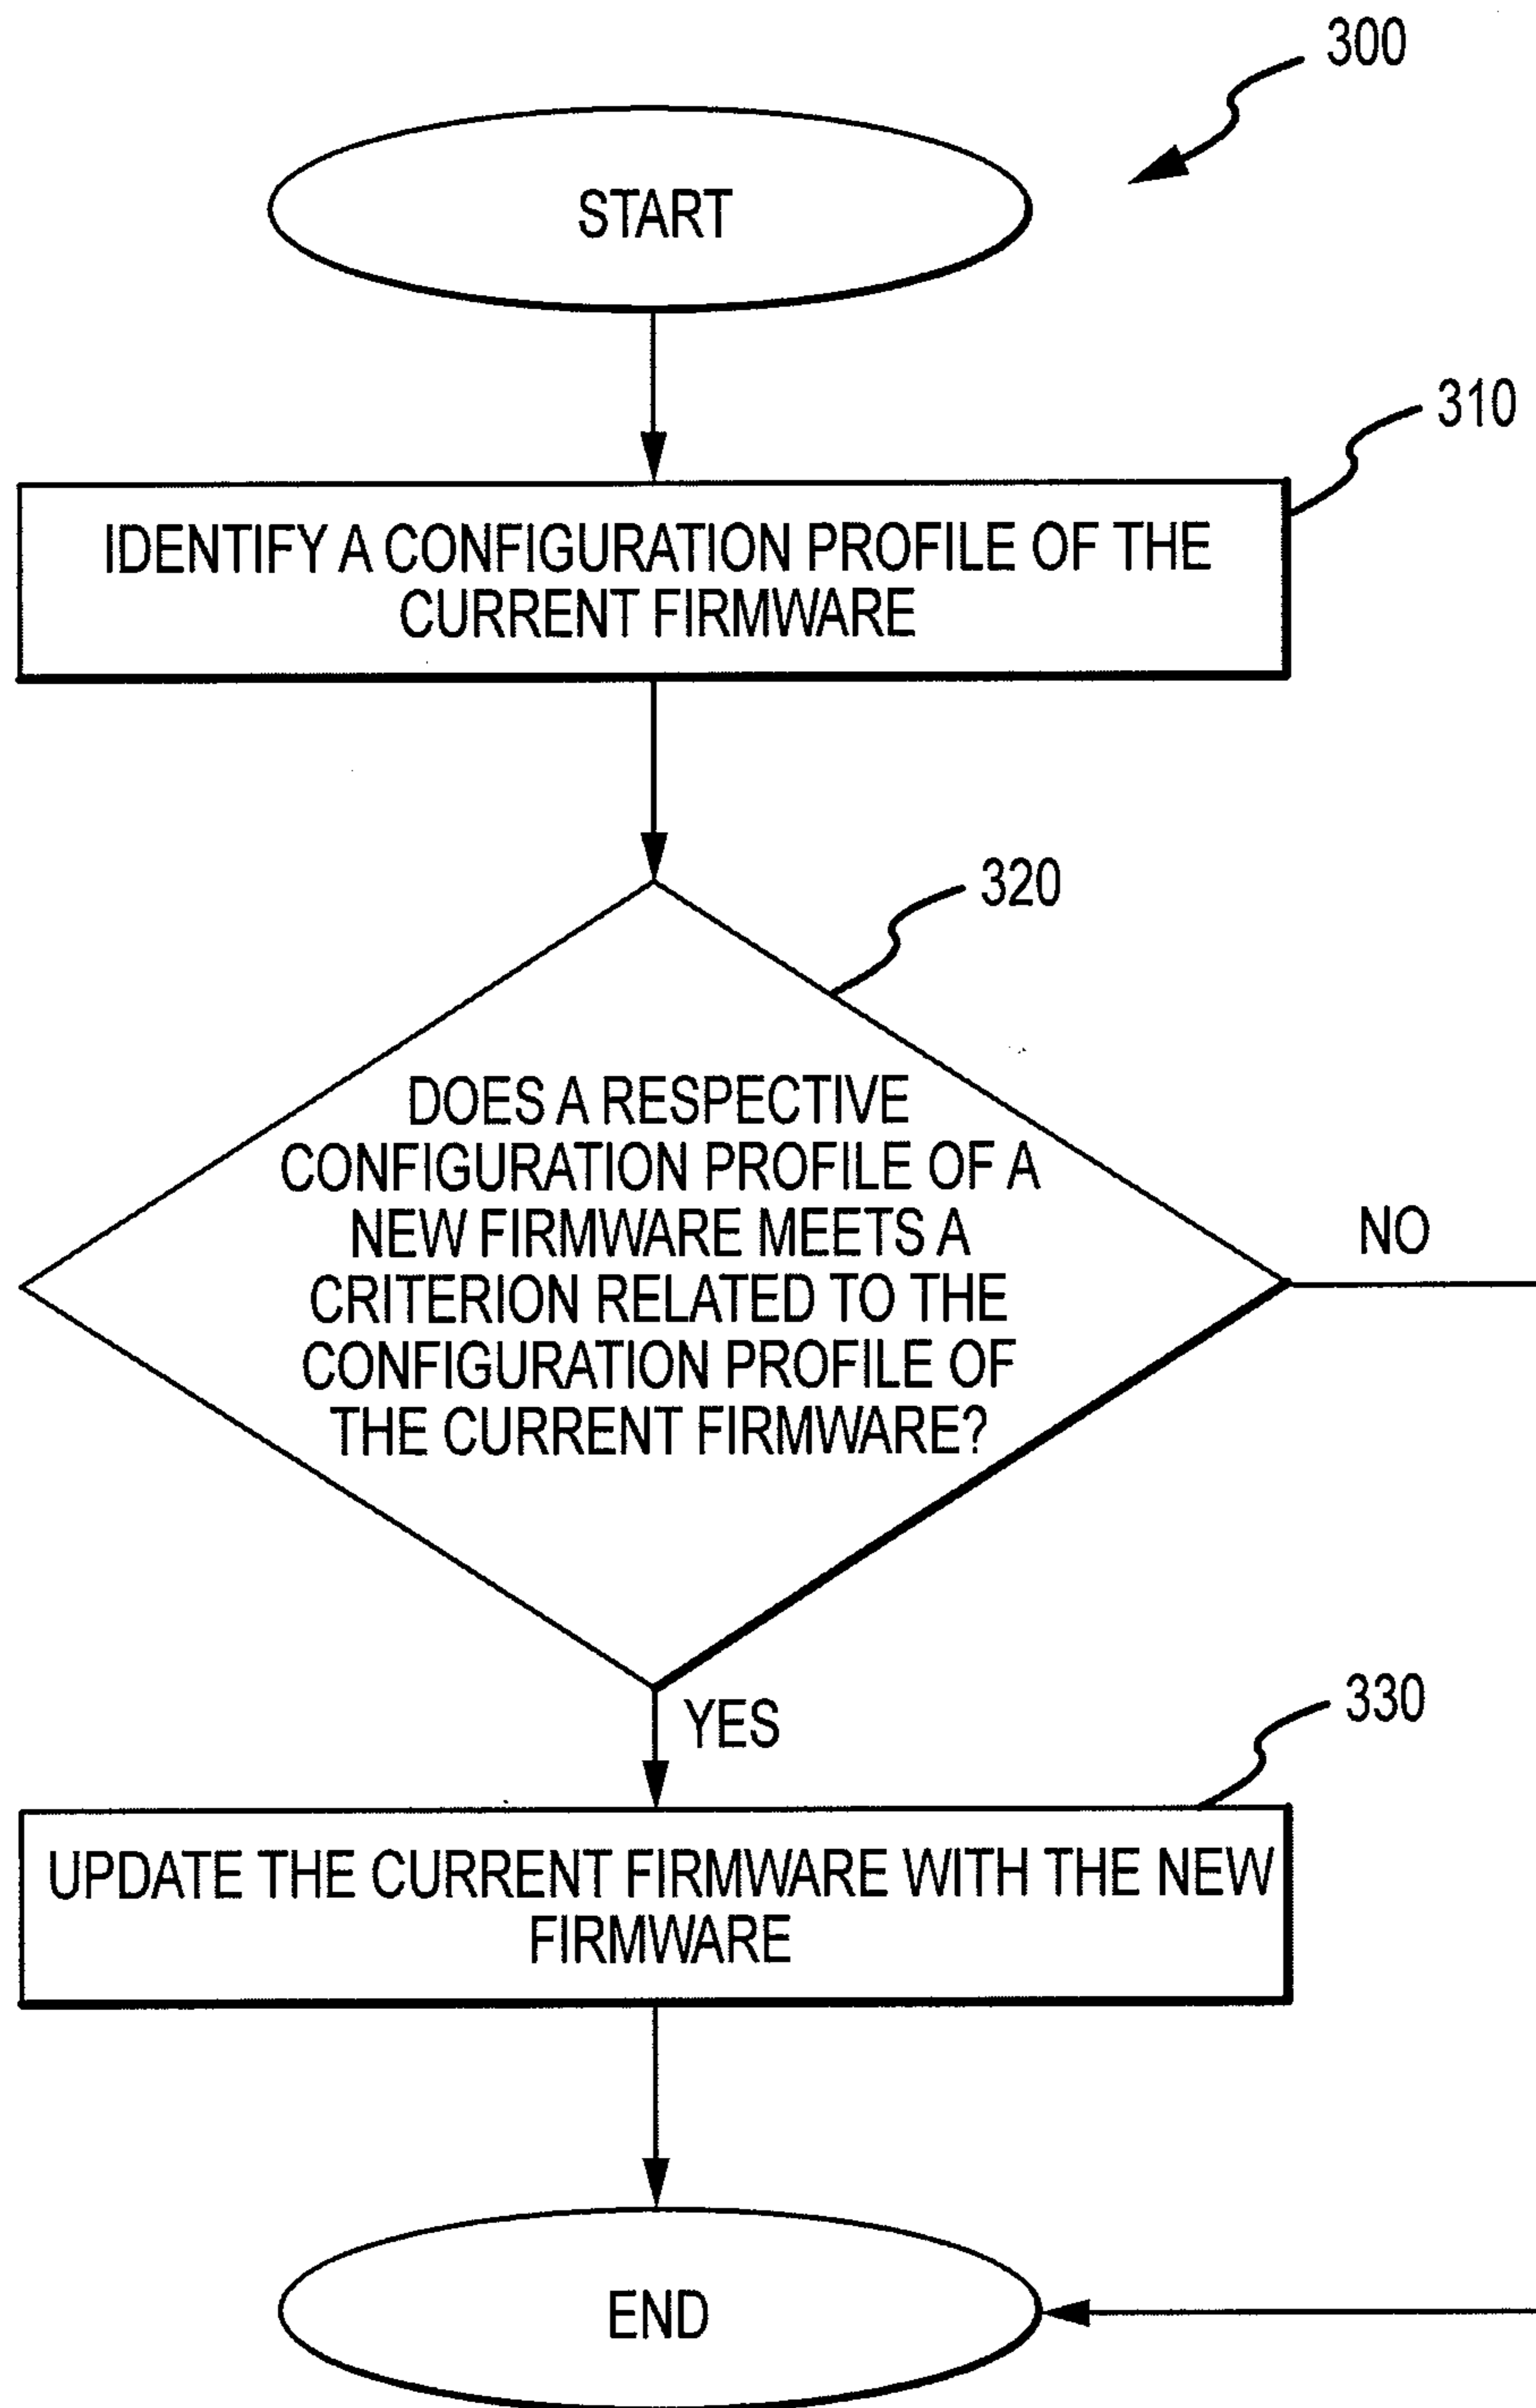 300
START
310
IDENTIFY A CONFIGURATION PROFILE OF THE
CURRENT FIRMWARE
320
DOES A RESPECTIVE
CONFIGURATION PROFILE OF A
NEW FIRMWARE MEETS A
CRITERION RELATED TO THE
CONFIGURATION PROFILE OF
THE CURRENT FIRMWARE?
NO
YES
330
UPDATE THE CURRENT FIRMWARE WITH THE NEW
FIRMWARE
END